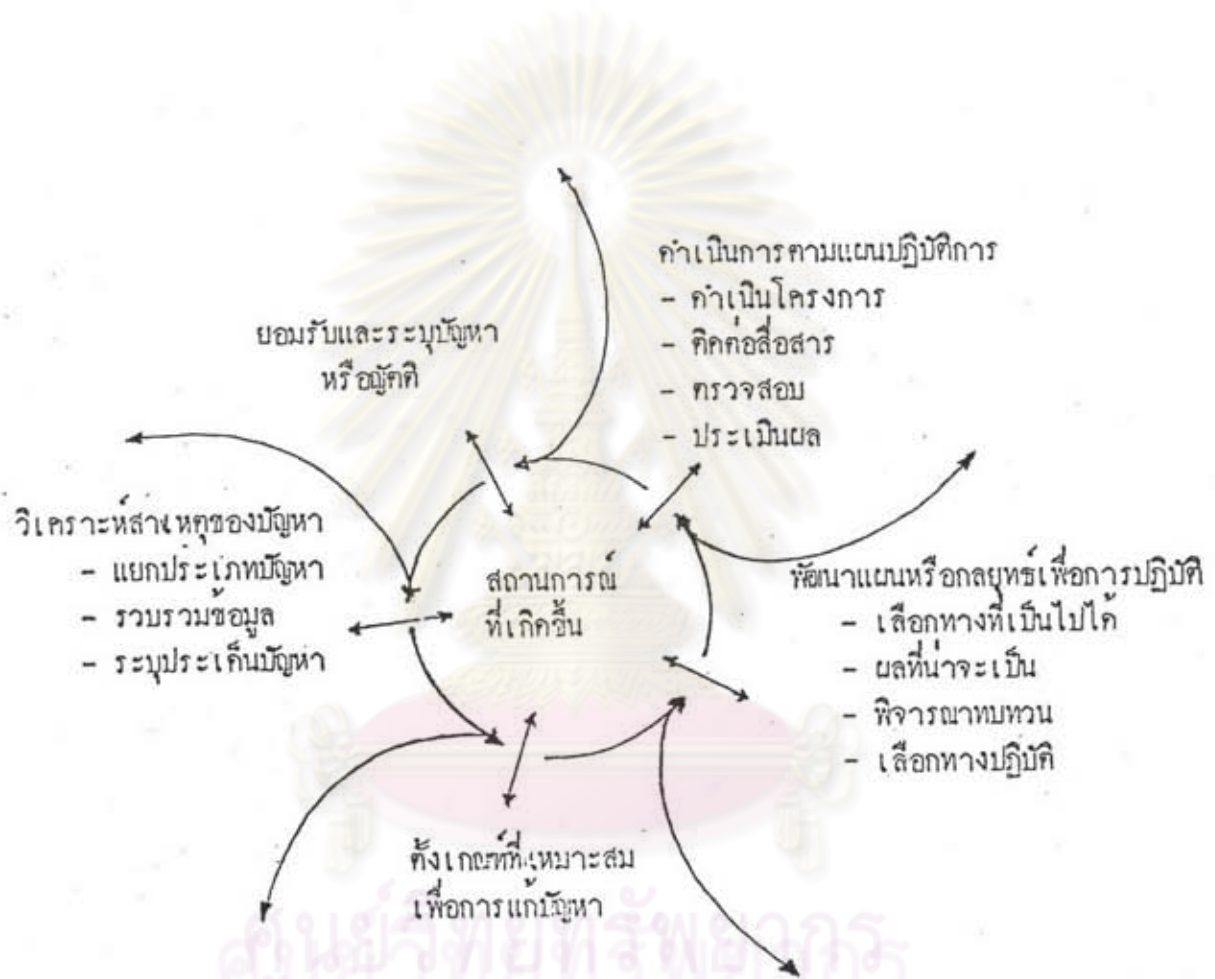 ดำเนินการตามแผนปฏิบัติการ
- ดำเนินโครงการ
- ติดต่อสื่อสาร
- ตรวจสอบ
- ประเมินผล
ยอมรับและระบุปัญหา
หรือญัตติ
วิเคราะห์สาเหตุของปัญหา
- แยกประเภทปัญหา
- รวบรวมข้อมูล
- ระบุประเด็นปัญหา
สถานการณ์
ที่เกิดขึ้น
พัฒนาแผนหรือกลยุทธ์เพื่อการปฏิบัติ
- เลือกทางที่เป็นไปได้
- ผลที่น่าจะเป็น
- พิจารณาทบทวน
- เลือกทางปฏิบัติ
ตั้งเกณฑ์ที่เหมาะสม
เพื่อการแก้ปัญหา
ศูนย์วิทยทรัพยากร